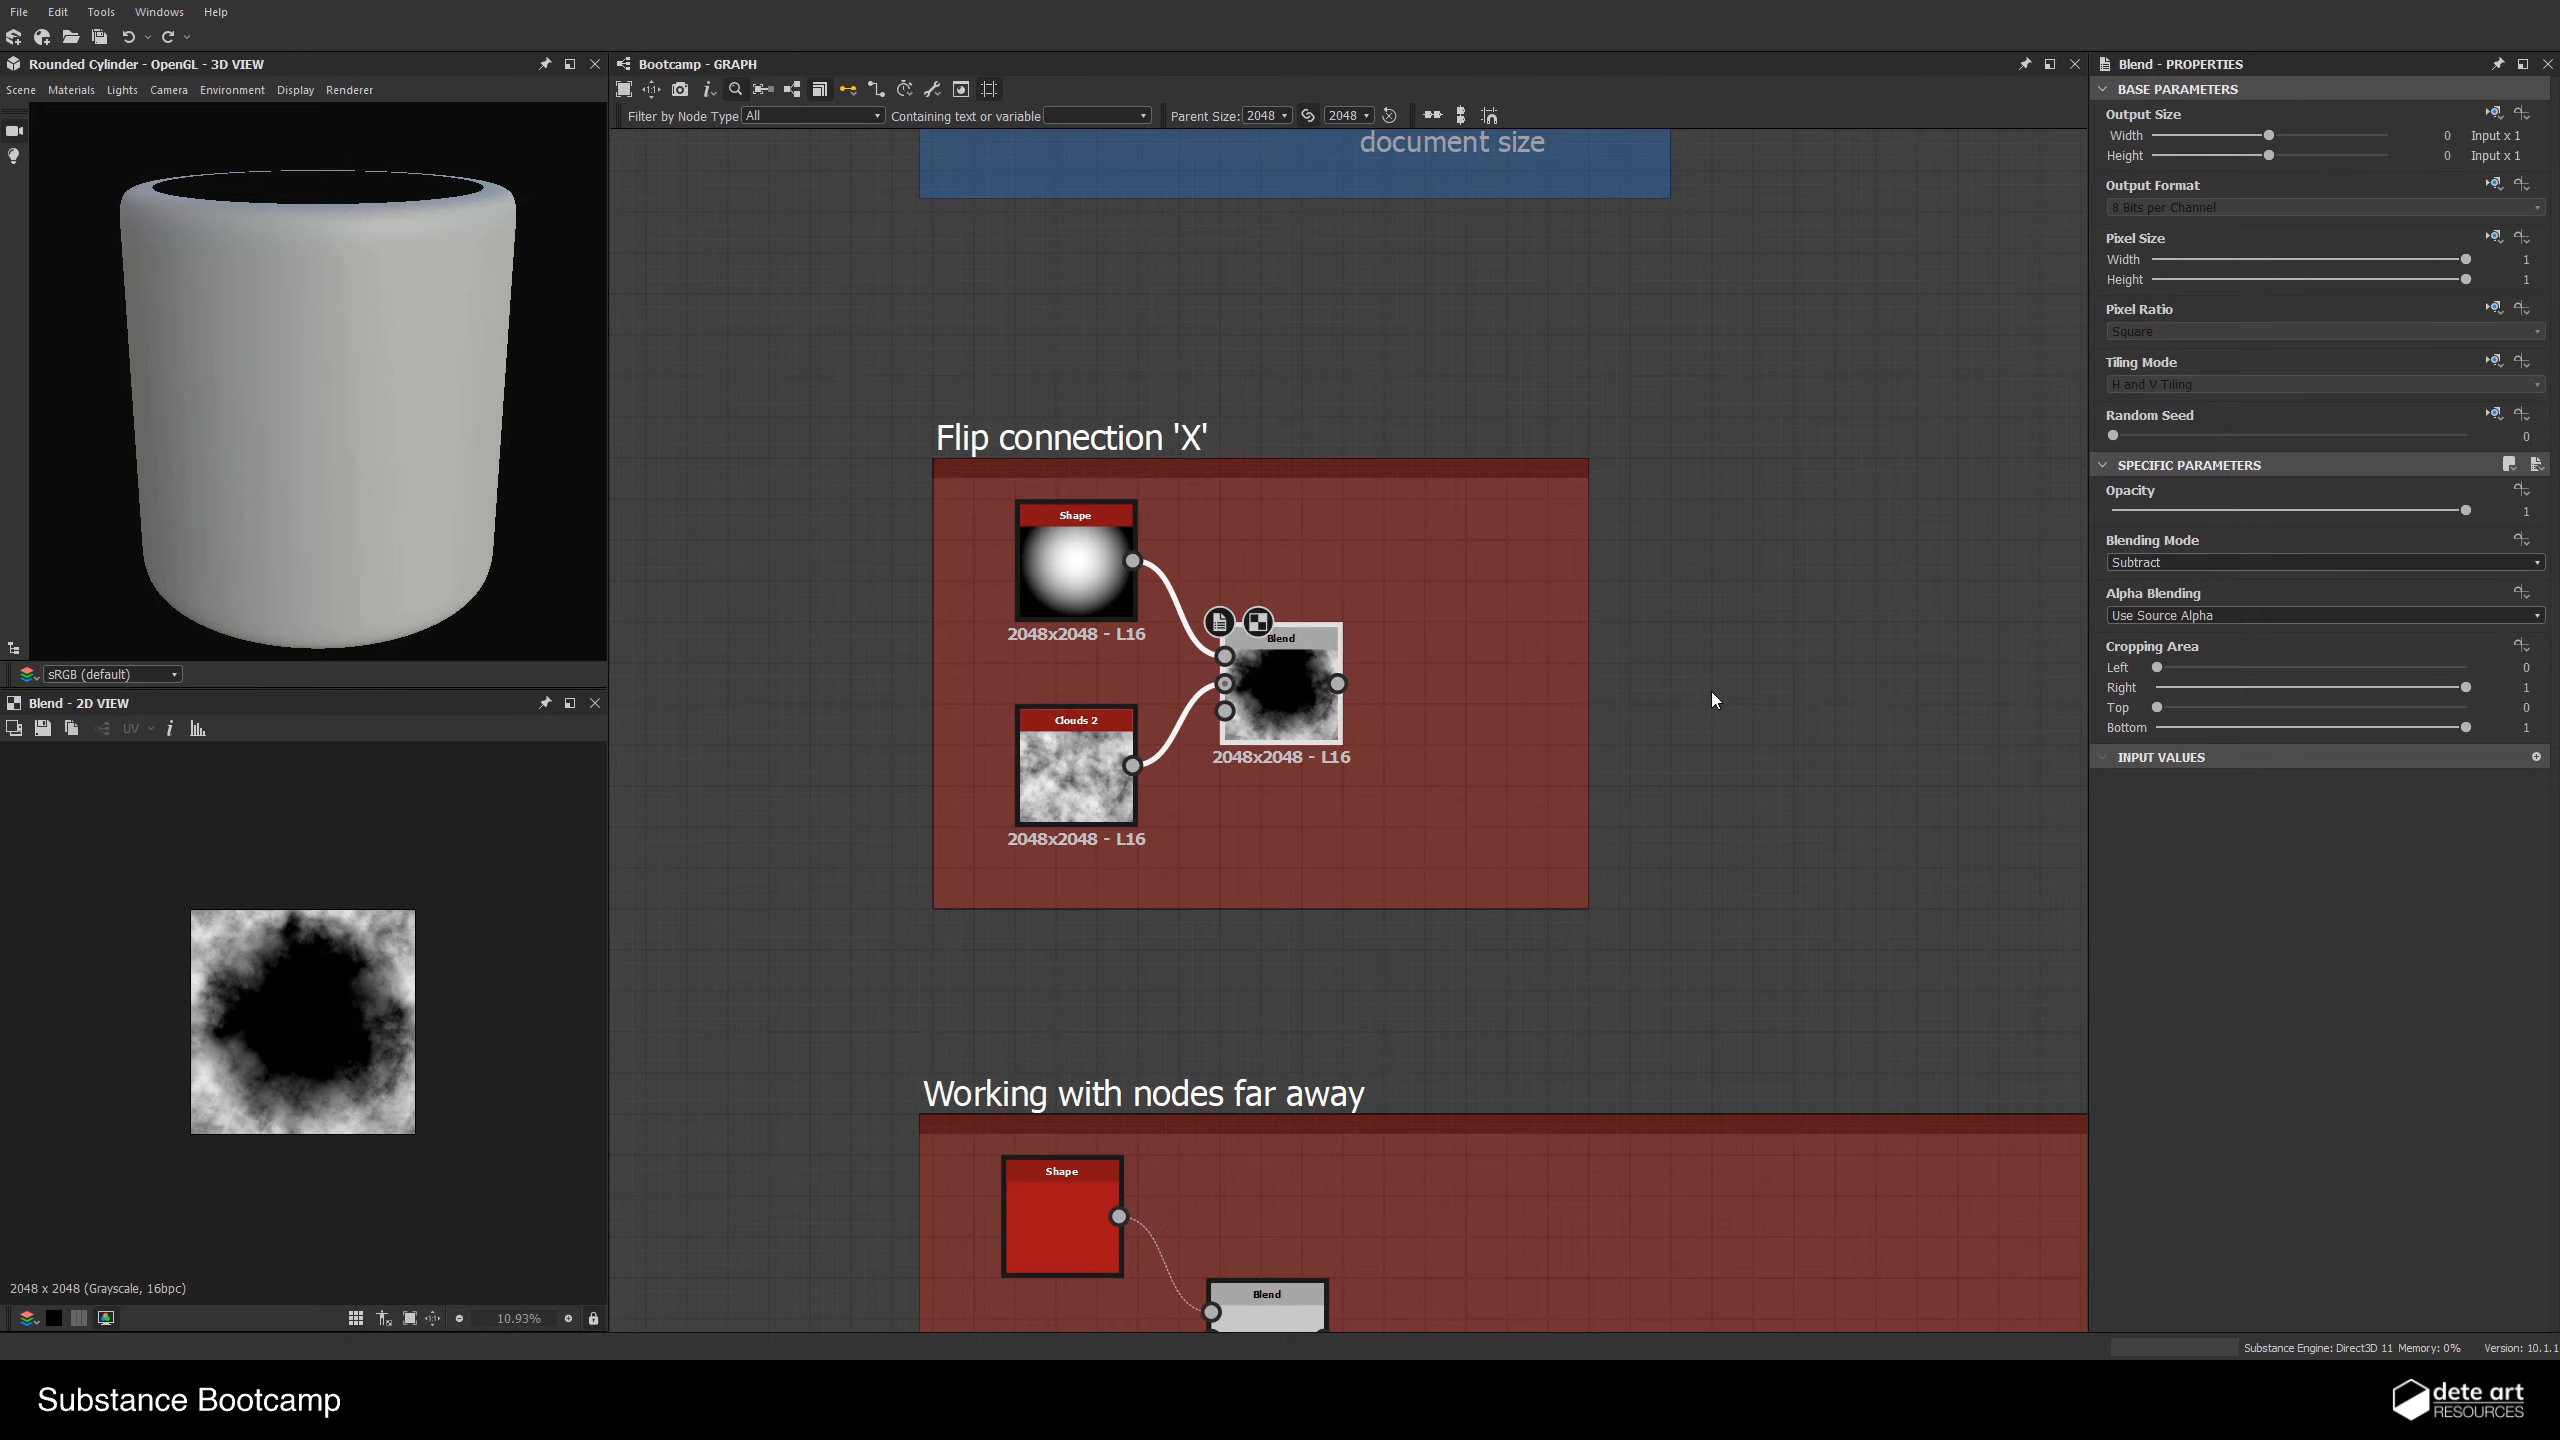 File Edit Tools Windows Help
Rounded Cylinder - OpenGL - 3D VIEW
Scene Materials Lights Camera Environment Display Renderer
sRGB (default)
Blend - 2D VIEW
UV
2048 x 2048 (Grayscale, 16bpc)
10.93%
Bootcamp - GRAPH
Filter by Node Type All Containing text or variable Parent Size: 2048 2048
document size
Flip connection 'X'
Shape
2048x2048 - L16
Blend
2048x2048 - L16
Clouds 2
2048x2048 - L16
Working with nodes far away
Shape
Blend
Blend - PROPERTIES
BASE PARAMETERS
Output Size
Width 0 Input x 1
Height 0 Input x 1
Output Format
8 Bits per Channel
Pixel Size
Width 1
Height 1
Pixel Ratio
Square
Tiling Mode
H and V Tiling
Random Seed
0
SPECIFIC PARAMETERS
Opacity
1
Blending Mode
Subtract
Alpha Blending
Use Source Alpha
Cropping Area
Left 0
Right 1
Top 0
Bottom 1
INPUT VALUES
Substance Engine: Direct3D 11 Memory: 0% Version: 10.1.1
Substance Bootcamp
dete art
RESOURCES